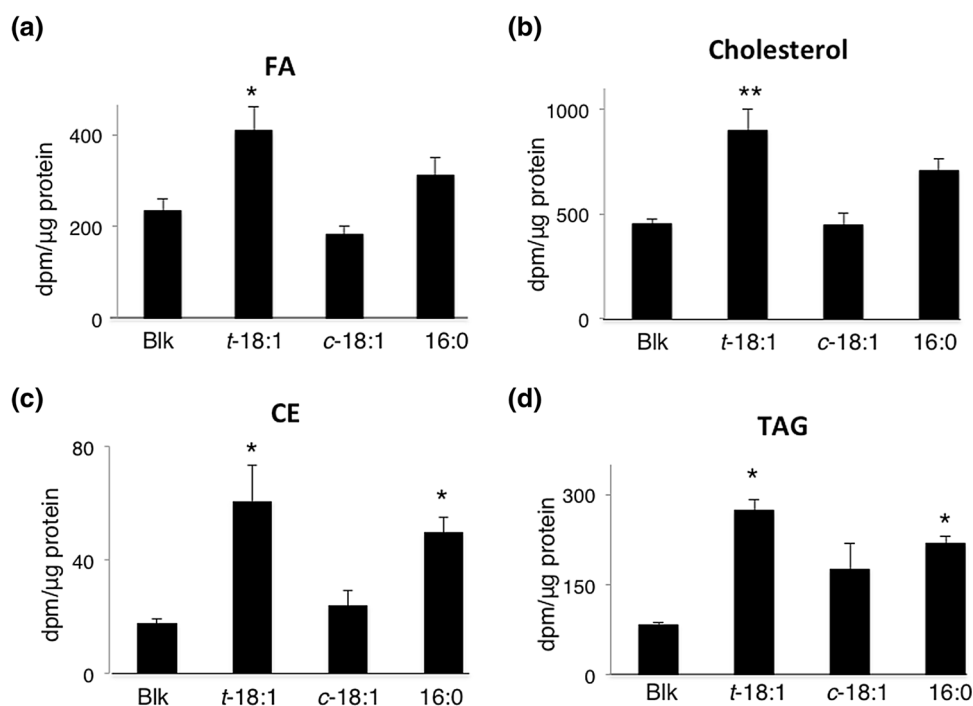 (a)
FA
dpm/µg protein
400
200
0
*
Blk t-18:1 c-18:1 16:0
(b)
Cholesterol
dpm/µg protein
1000
500
0
**
Blk t-18:1 c-18:1 16:0
(c)
CE
dpm/µg protein
80
40
0
*
*
Blk t-18:1 c-18:1 16:0
(d)
TAG
dpm/µg protein
300
150
0
*
*
Blk t-18:1 c-18:1 16:0